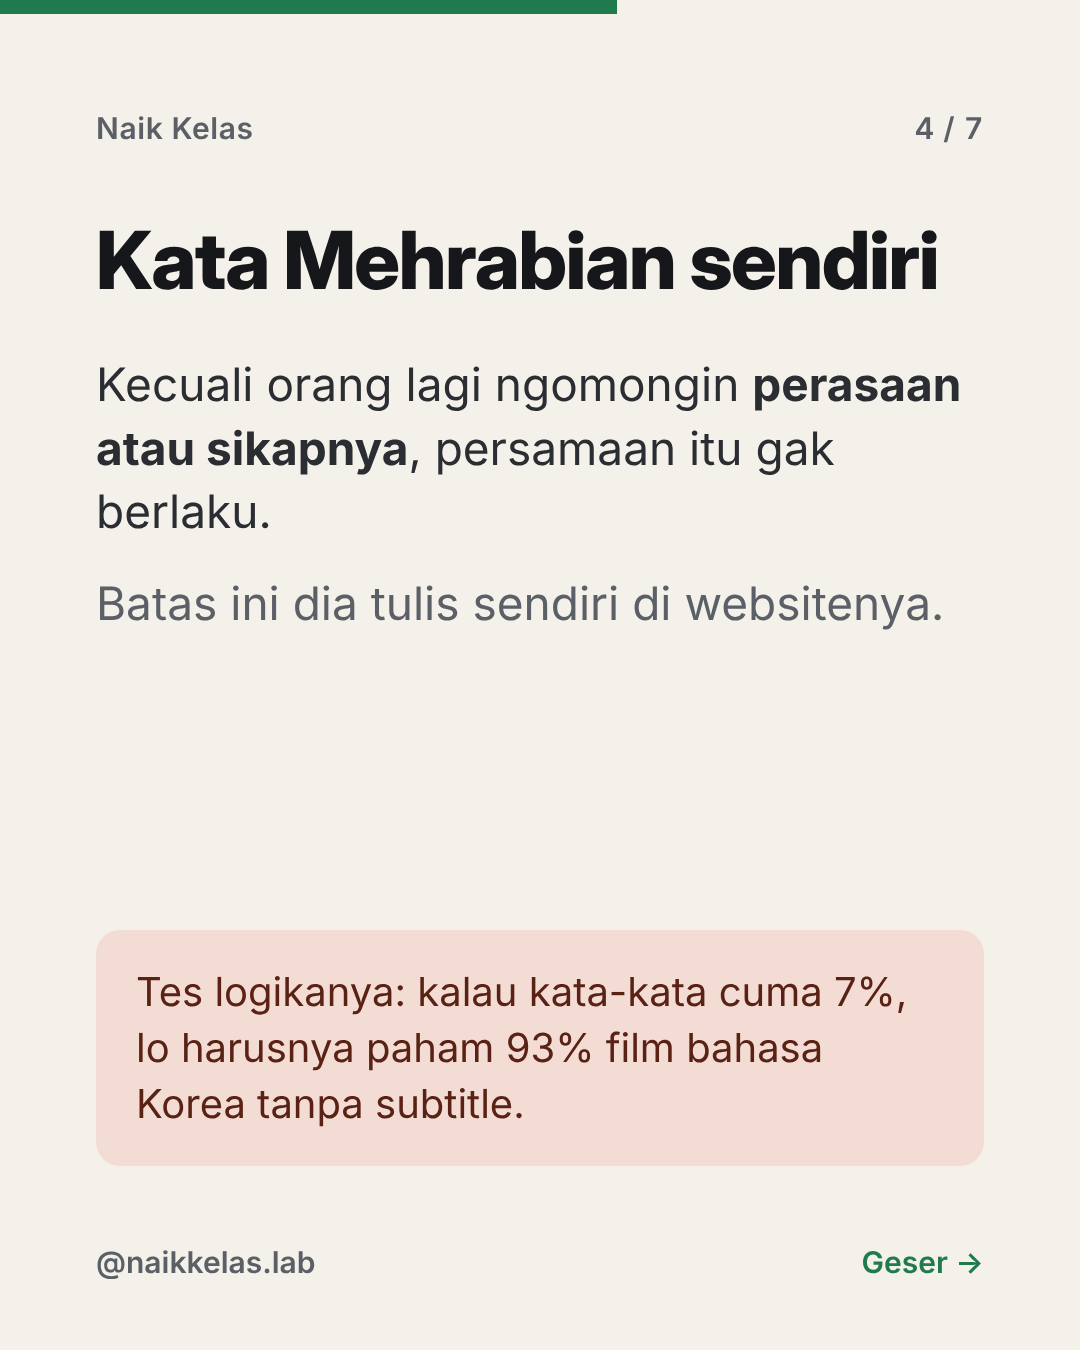 Naik Kelas
4 / 7
Kata Mehrabian sendiri
Kecuali orang lagi ngomongin perasaan
atau sikapnya, persamaan itu gak
berlaku.
Batas ini dia tulis sendiri di websitenya.
Tes logikanya: kalau kata-kata cuma 7%,
lo harusnya paham 93% film bahasa
Korea tanpa subtitle.
@naikkelas.lab
Geser →